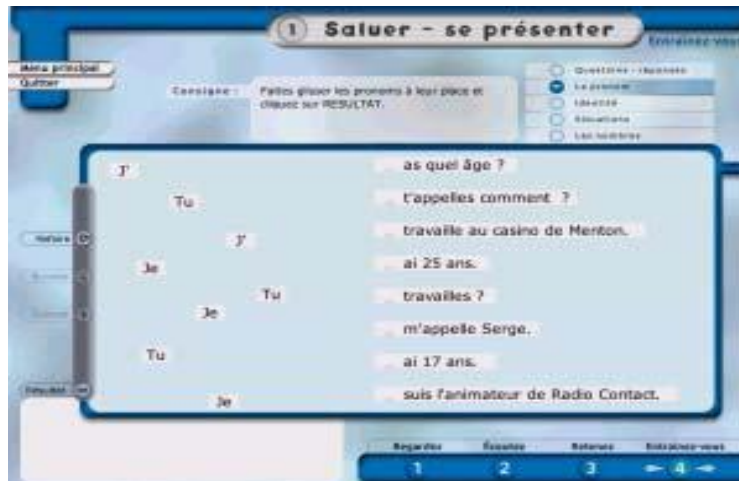 1 Saluer - se présenter
Entraînez-vous
Menu principal
Quitter
Consigne :
Faites glisser les pronoms à leur place et
cliquez sur RESULTAT.
Questions - réponses
Le pronom
Identité
Situations
Les nombres
J'
Tu
J'
Je
Tu
Je
Tu
Je
as quel âge ?
t'appelles comment ?
travaille au casino de Menton.
ai 25 ans.
travailles ?
m'appelle Serge.
ai 17 ans.
suis l'animateur de Radio Contact.
Résultat
Regardez
Écoutez
Retenez
Entraînez-vous
1
2
3
4